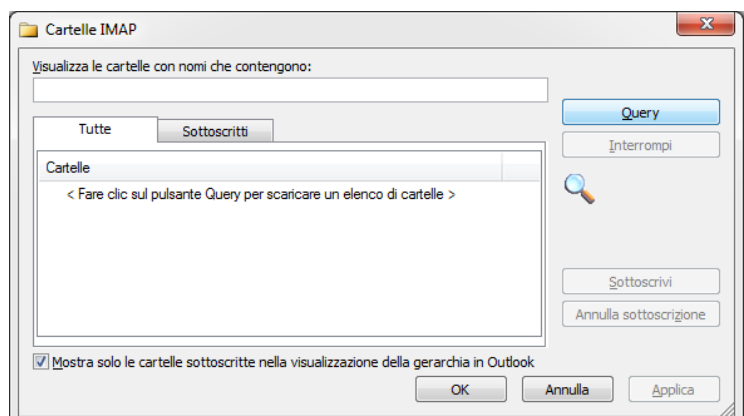 Cartelle IMAP
Visualizza le cartelle con nomi che contengono:
Query
Tutte
Sottoscritti
Interrompi
Cartelle
< Fare clic sul pulsante Query per scaricare un elenco di cartelle >
Sottoscrivi
Annulla sottoscrizione
Mostra solo le cartelle sottoscritte nella visualizzazione della gerarchia in Outlook
OK
Annulla
Applica